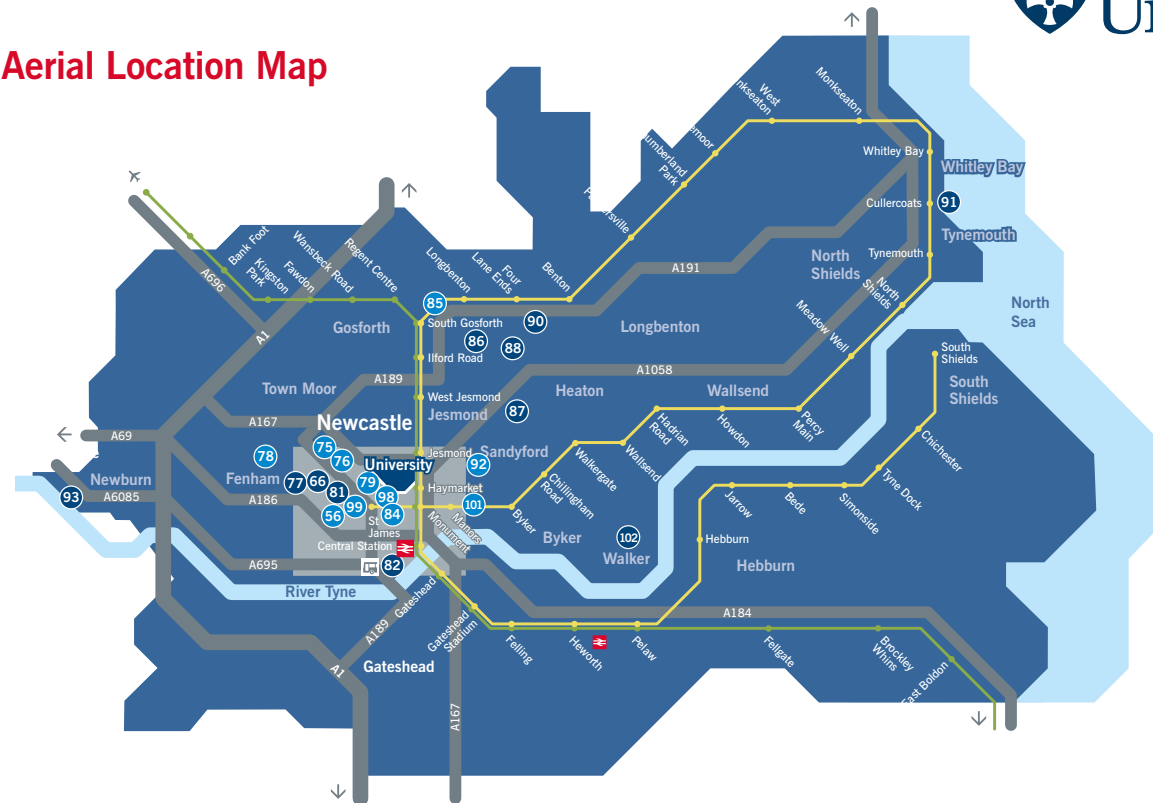 Aerial Location Map
West
Monkseaton
Whitley Bay
Whitley Bay
Cullercoats
91
Tynemouth
Tynemouth
North
Shields
North
Shields
North
Sea
Meadow Well
Park
Bank Foot
Kingston
Park
Fawdon
Wansbeck Road
Regent Centre
Longbenton
Four
Lane Ends
Benton
A696
A1
A191
85
South Gosforth
Gosforth
90
86
88
Longbenton
Ilford Road
A1058
South
Shields
South
Shields
Town Moor
A189
West Jesmond
Jesmond
87
Heaton
Wallsend
A167
Newcastle
A69
Percy
Main
Howdon
Hadrian
Road
Wallsend
Walkergate
Chillingham
Road
Byker
Chichester
Tyne Dock
Simonside
Bede
Jarrow
Hebburn
78
75
76
Jesmond
Sandyford
92
University
Newburn
Fenham
77
66
81
79
98
Haymarket
93
A6085
A186
56
99
84
101
St
James
Monument
Manors
Byker
102
Walker
Hebburn
Central Station
82
A695
River Tyne
Gateshead
Gateshead
Stadium
Felling
Heworth
Pelaw
Fellgate
Brockley
Whins
East Boldon
A184
A189
A1
Gateshead
A167